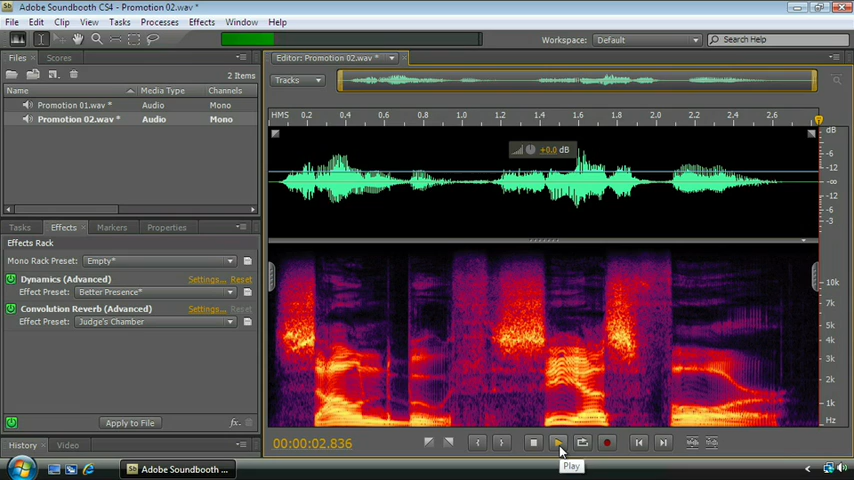 Sb Adobe Soundbooth CS4 - Promotion 02.wav *
File Edit Clip View Tasks Processes Effects Window Help
Workspace: Default Search Help
Files Scores
Editor: Promotion 02.wav *
2 Items
Tracks
Name Media Type Channels
Promotion 01.wav * Audio Mono
Promotion 02.wav * Audio Mono
HMS 0.2 0.4 0.6 0.8 1.0 1.2 1.4 1.6 1.8 2.0 2.2 2.4 2.6
dB
+0.0 dB
-6
-12
-∞
-12
-6
-3
Tasks Effects Markers Properties
Effects Rack
Mono Rack Preset: Empty*
Dynamics (Advanced) Settings... Reset
Effect Preset: Better Presence*
Convolution Reverb (Advanced) Settings... Reset
Effect Preset: Judge's Chamber
10k
7k
5k
4k
3k
2k
1k
Hz
Apply to File fx.
History Video
00:00:02.836
Play
Sb Adobe Soundbooth ...